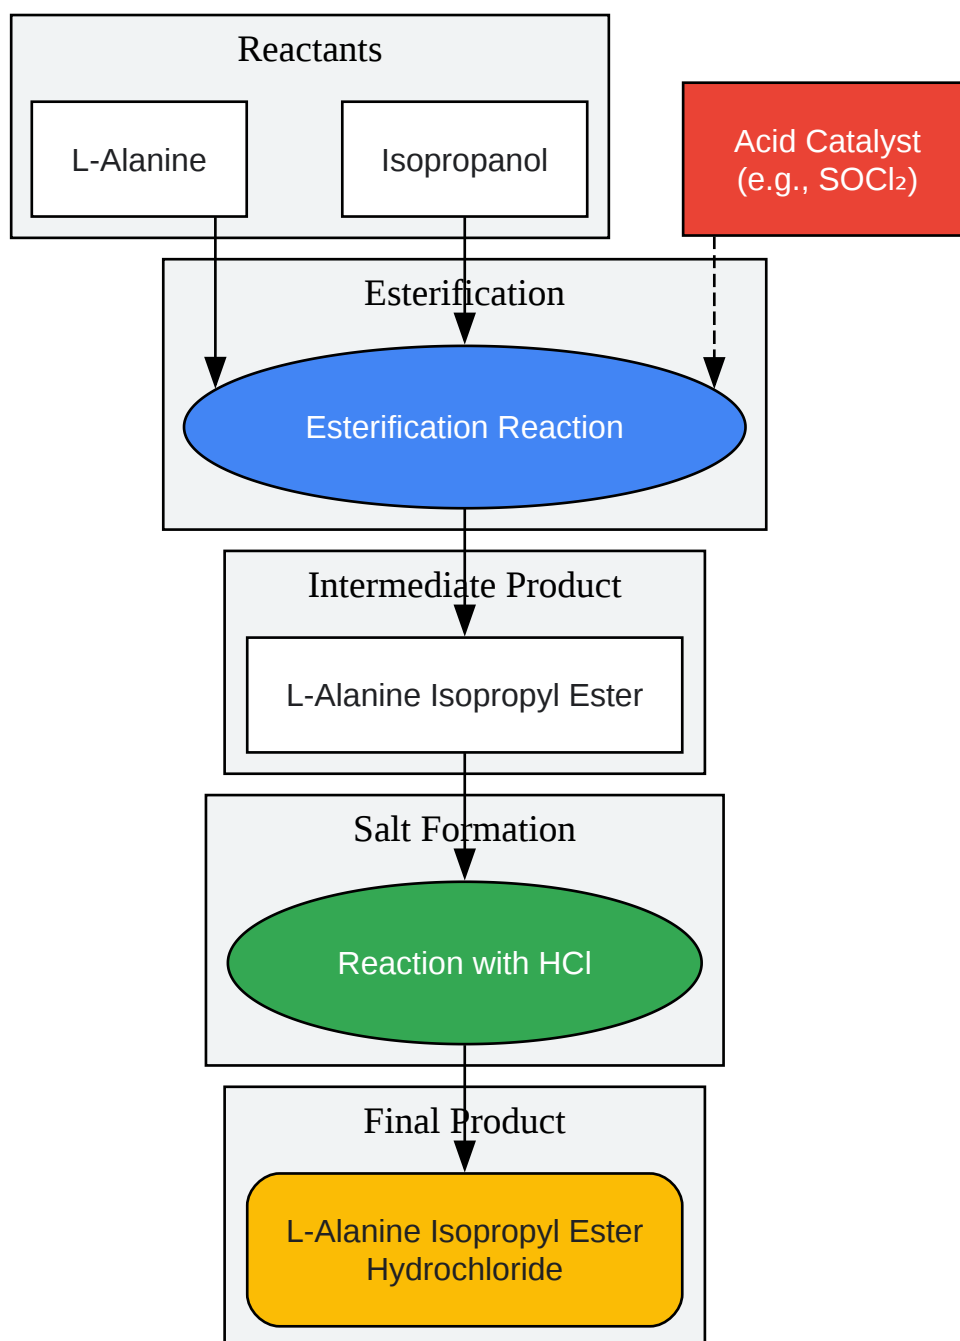 Reactants
L-Alanine
Isopropanol
Acid Catalyst
(e.g., SOCl₂)
Esterification
Esterification Reaction
Intermediate Product
L-Alanine Isopropyl Ester
Salt Formation
Reaction with HCl
Final Product
L-Alanine Isopropyl Ester
Hydrochloride